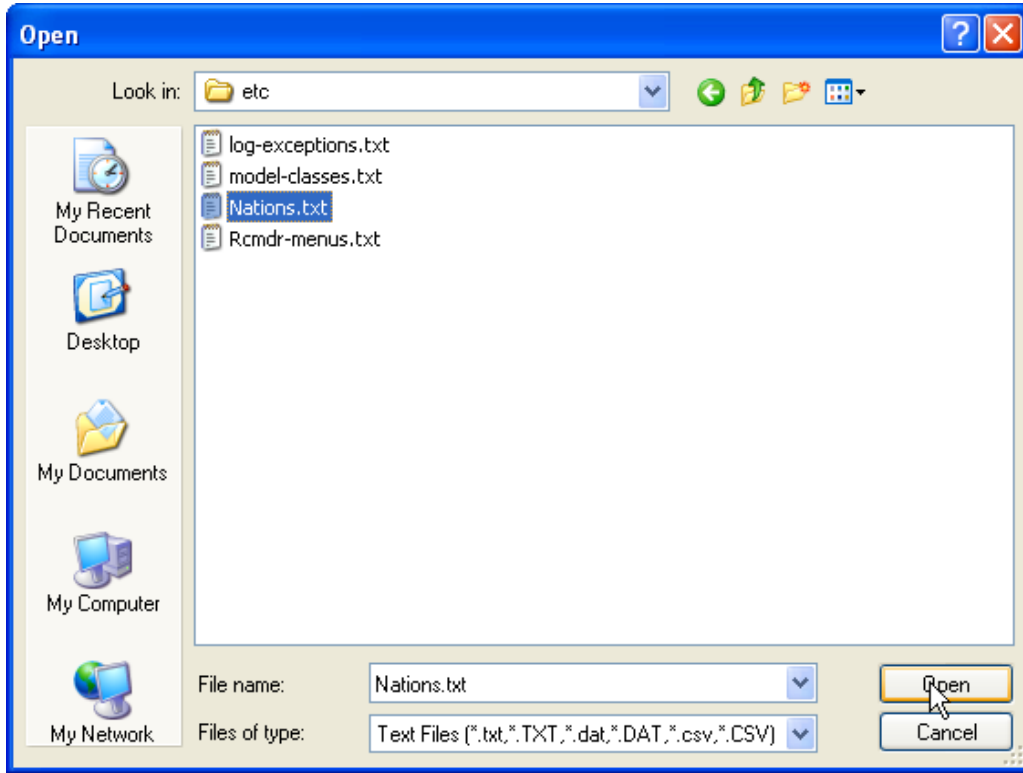 Open
Look in: etc
log-exceptions.txt
model-classes.txt
Nations.txt
Rcmdr-menus.txt
My Recent
Documents
Desktop
My Documents
My Computer
My Network
File name: Nations.txt Open
Files of type: Text Files (*.txt,*.TXT,*.dat,*.DAT,*.csv,*.CSV) Cancel